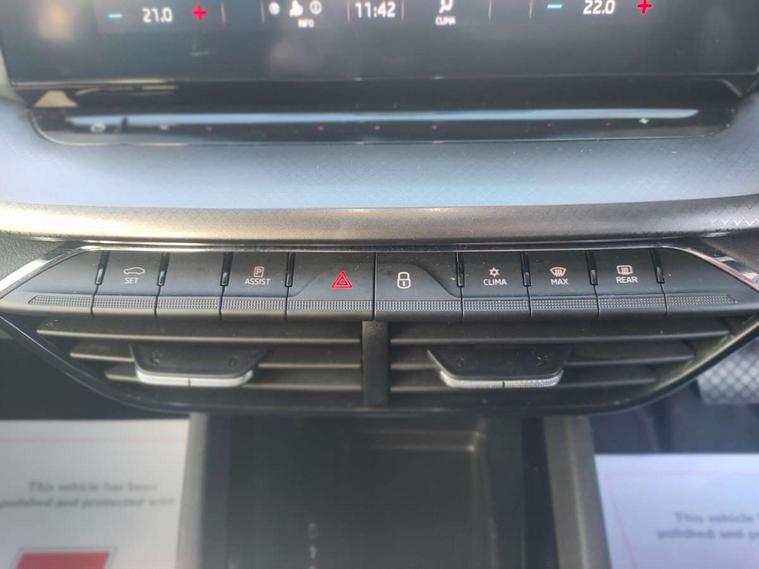 21.0 INFO 11:42 CLIMA 22.0
SET P ASSIST CLIMA MAX REAR
This vehicle has been
polished and protected with
This vehicle
polished and